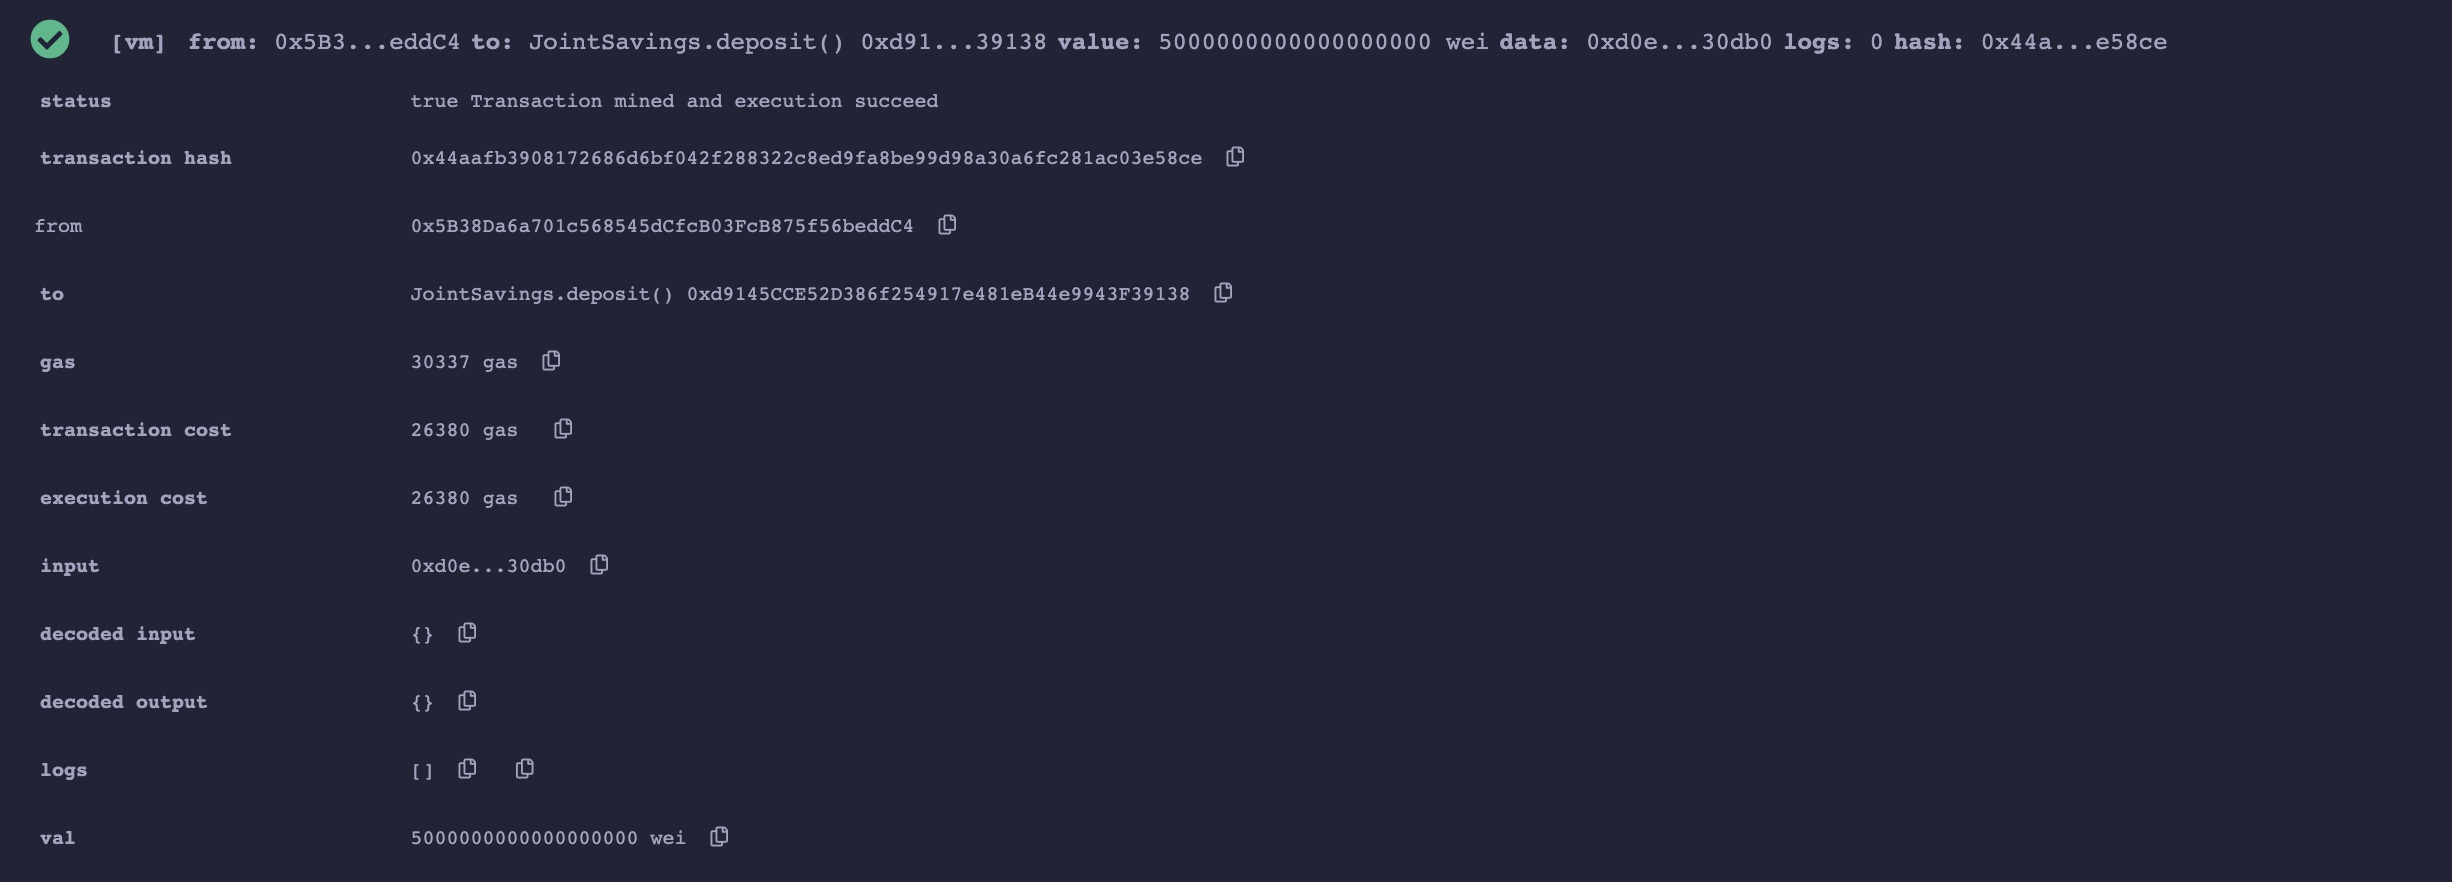 [vm] from: 0x5B3...eddC4 to: JointSavings.deposit() 0xd91...39138 value: 5000000000000000000 wei data: 0xd0e...30db0 logs: 0 hash: 0x44a...e58ce
status true Transaction mined and execution succeed
transaction hash 0x44aafb3908172686d6bf042f288322c8ed9fa8be99d98a30a6fc281ac03e58ce
from 0x5B38Da6a701c568545dCfcB03FcB875f56beddC4
to JointSavings.deposit() 0xd9145CCE52D386f254917e481eB44e9943F39138
gas 30337 gas
transaction cost 26380 gas
execution cost 26380 gas
input 0xd0e...30db0
decoded input {}
decoded output {}
logs []
val 5000000000000000000 wei